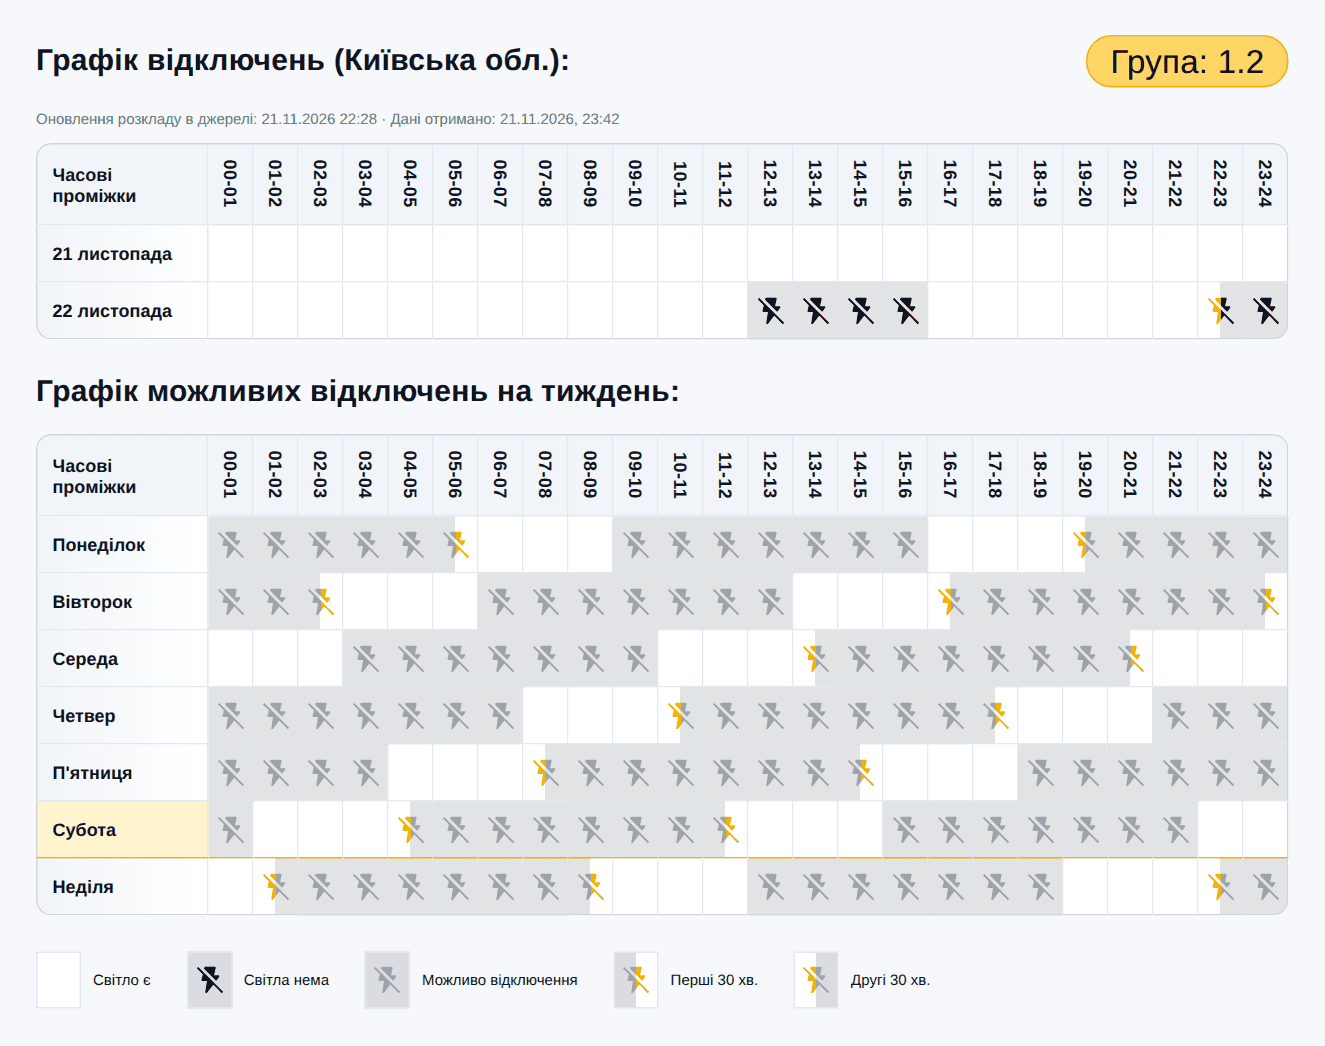 Графік відключень (Київська обл.):
Група: 1.2
Оновлення розкладу в джерелі: 21.11.2026 22:28 · Дані отримано: 21.11.2026, 23:42
Часові проміжки 00-01 01-02 02-03 03-04 04-05 05-06 06-07 07-08 08-09 09-10 10-11 11-12 12-13 13-14 14-15 15-16 16-17 17-18 18-19 19-20 20-21 21-22 22-23 23-24
21 листопада
22 листопада
Графік можливих відключень на тиждень:
Часові проміжки 00-01 01-02 02-03 03-04 04-05 05-06 06-07 07-08 08-09 09-10 10-11 11-12 12-13 13-14 14-15 15-16 16-17 17-18 18-19 19-20 20-21 21-22 22-23 23-24
Понеділок
Вівторок
Середа
Четвер
П'ятниця
Субота
Неділя
Світло є Світла нема Можливо відключення Перші 30 хв. Другі 30 хв.